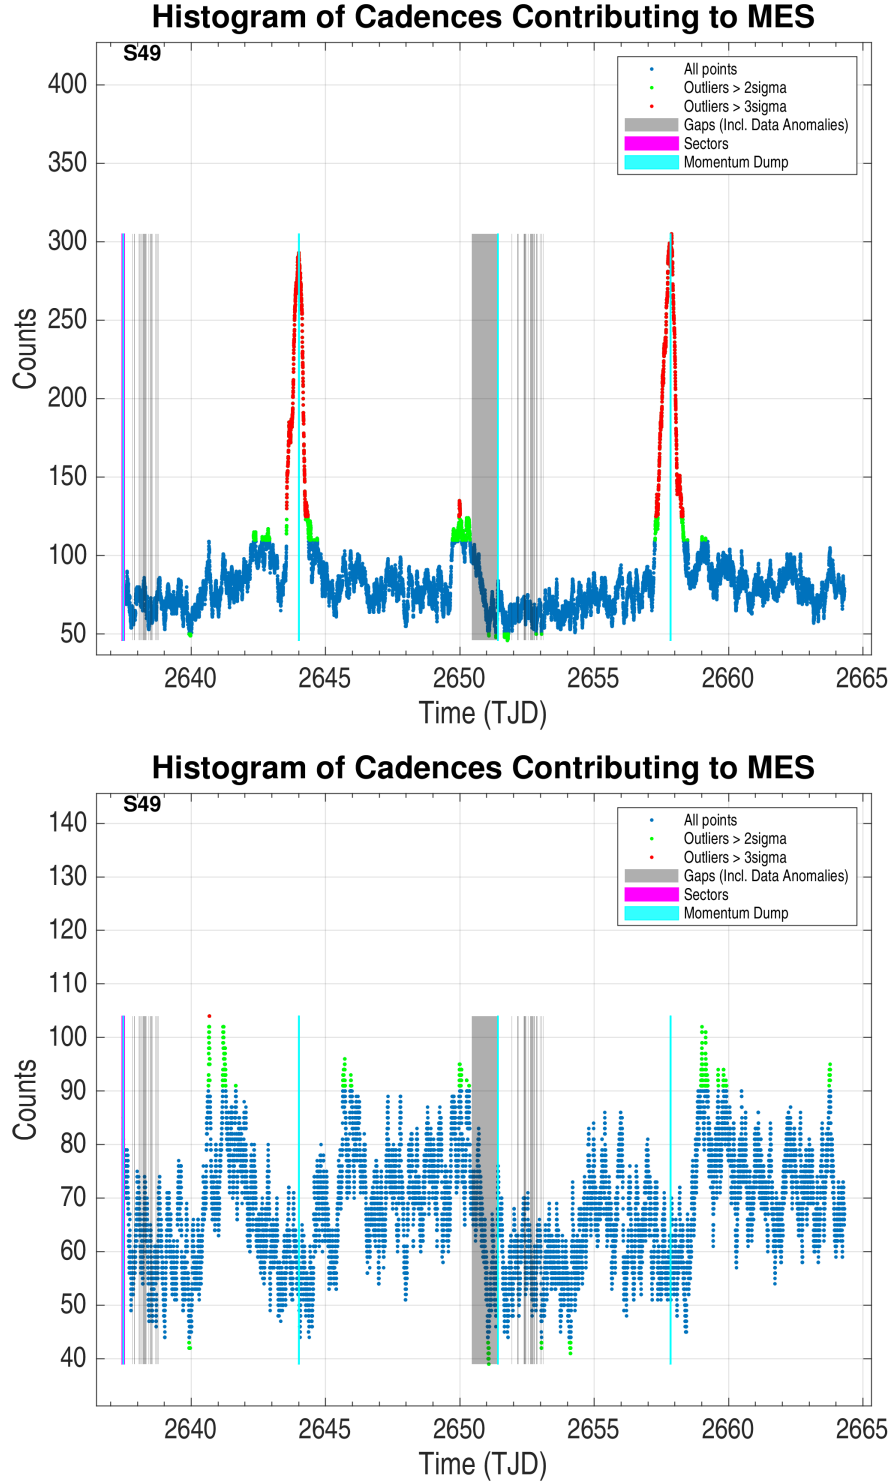 Histogram of Cadences Contributing to MES
S49
All points
Outliers > 2sigma
Outliers > 3sigma
Gaps (Incl. Data Anomalies)
Sectors
Momentum Dump
400
350
300
250
200
150
100
50
Counts
2640 2645 2650 2655 2660 2665
Time (TJD)
Histogram of Cadences Contributing to MES
S49
All points
Outliers > 2sigma
Outliers > 3sigma
Gaps (Incl. Data Anomalies)
Sectors
Momentum Dump
140
130
120
110
100
90
80
70
60
50
40
Counts
2640 2645 2650 2655 2660 2665
Time (TJD)